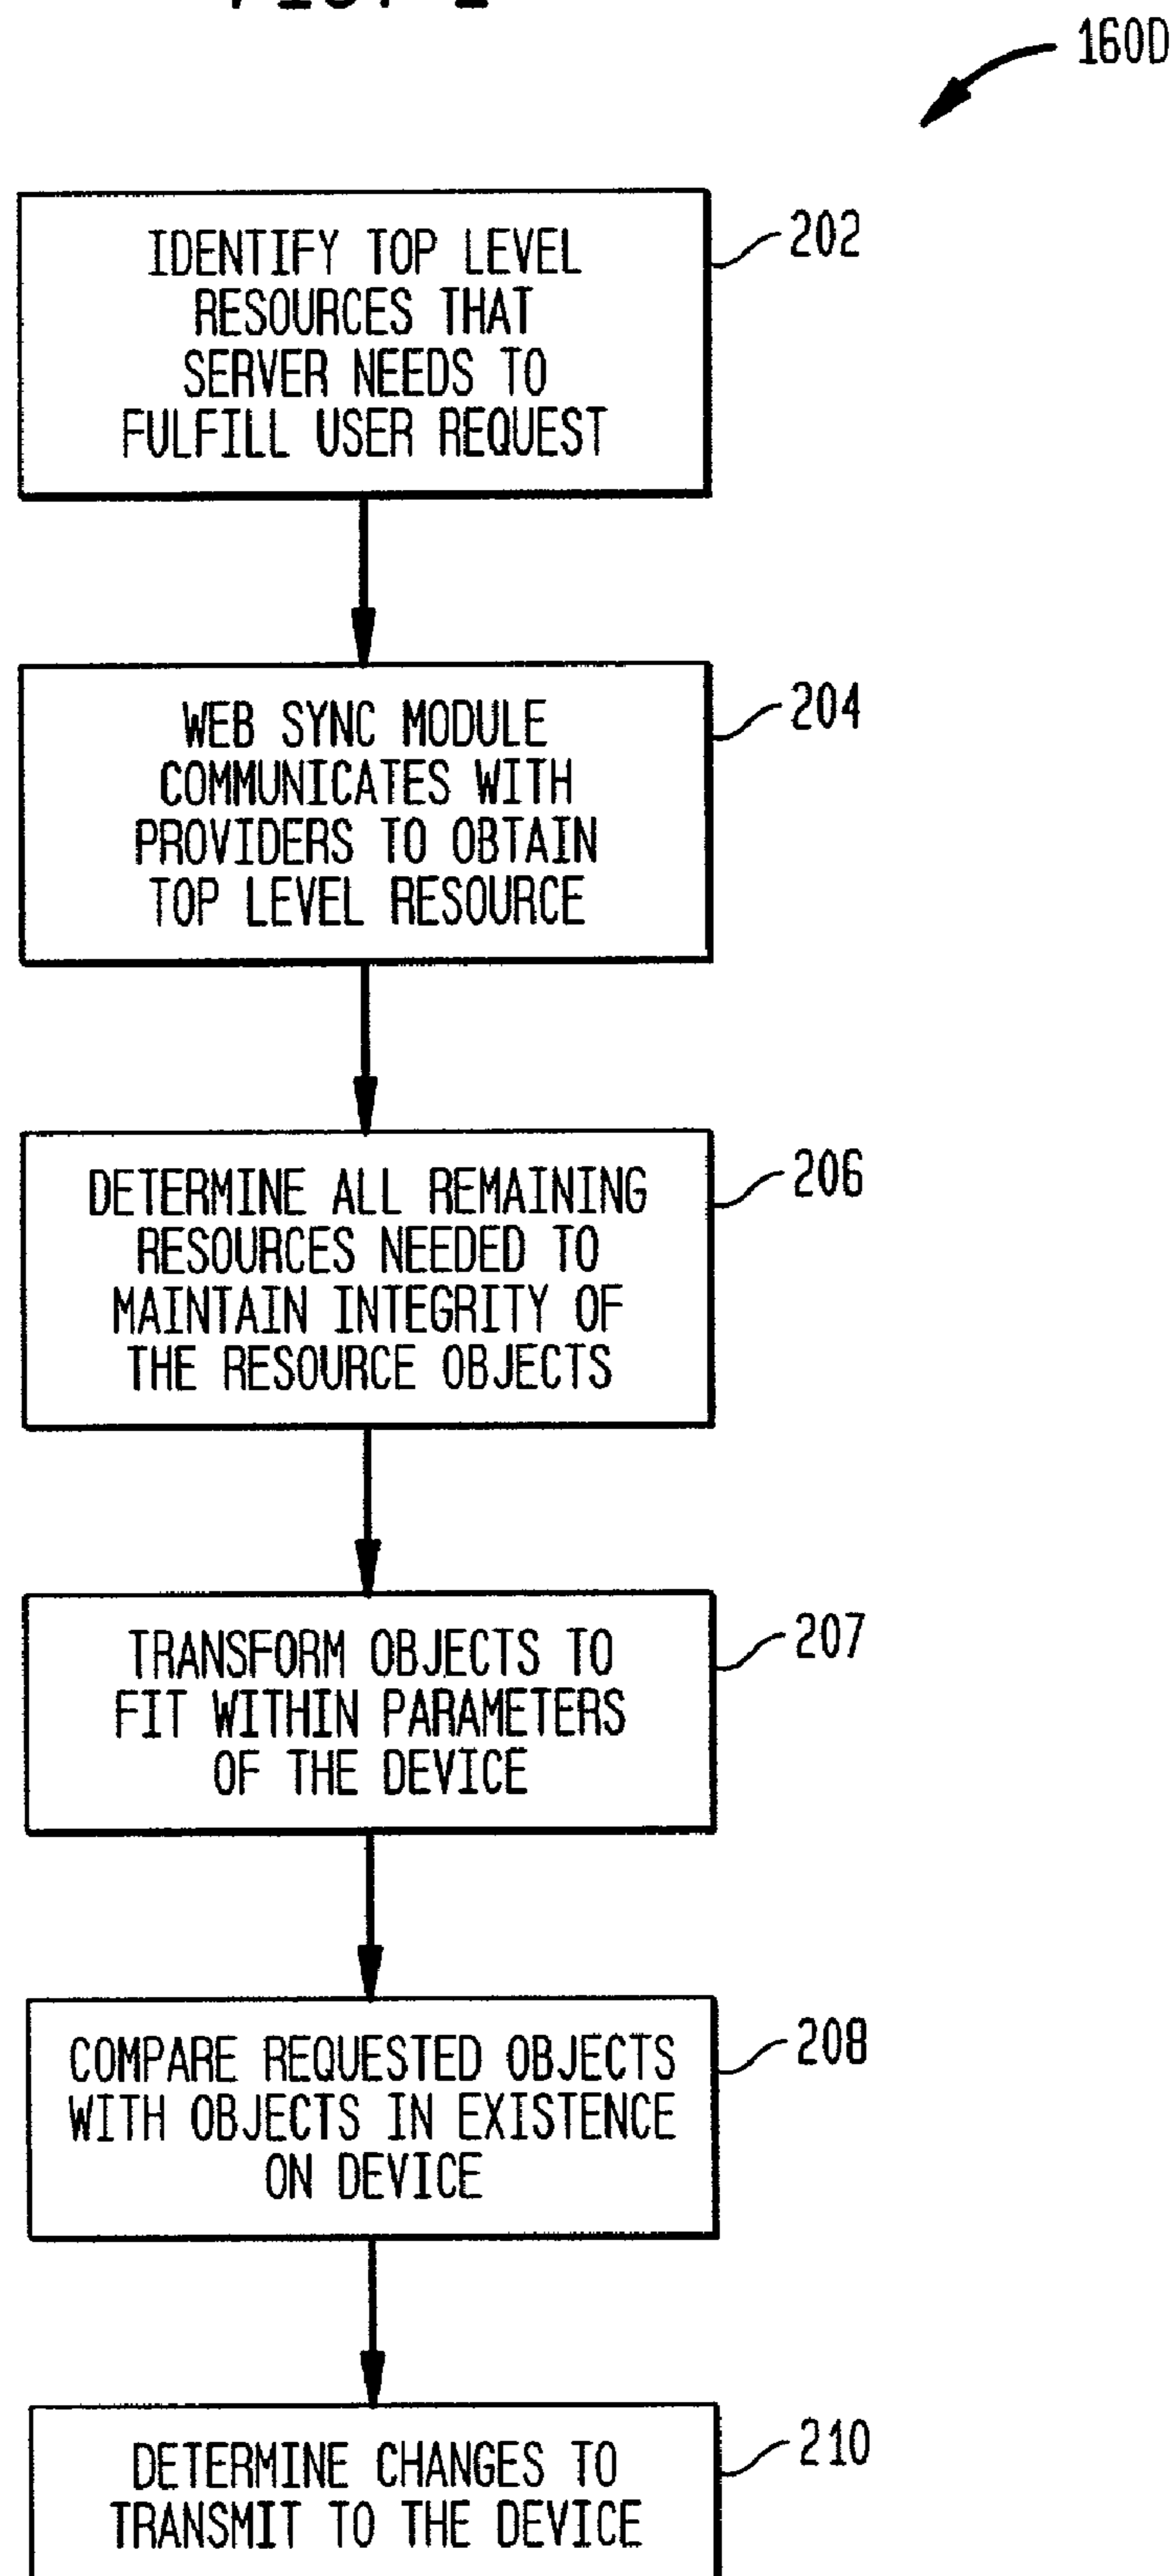 160D
IDENTIFY TOP LEVEL
RESOURCES THAT
SERVER NEEDS TO
FULFILL USER REQUEST
202
WEB SYNC MODULE
COMMUNICATES WITH
PROVIDERS TO OBTAIN
TOP LEVEL RESOURCE
204
DETERMINE ALL REMAINING
RESOURCES NEEDED TO
MAINTAIN INTEGRITY OF
THE RESOURCE OBJECTS
206
TRANSFORM OBJECTS TO
FIT WITHIN PARAMETERS
OF THE DEVICE
207
COMPARE REQUESTED OBJECTS
WITH OBJECTS IN EXISTENCE
ON DEVICE
208
DETERMINE CHANGES TO
TRANSMIT TO THE DEVICE
210